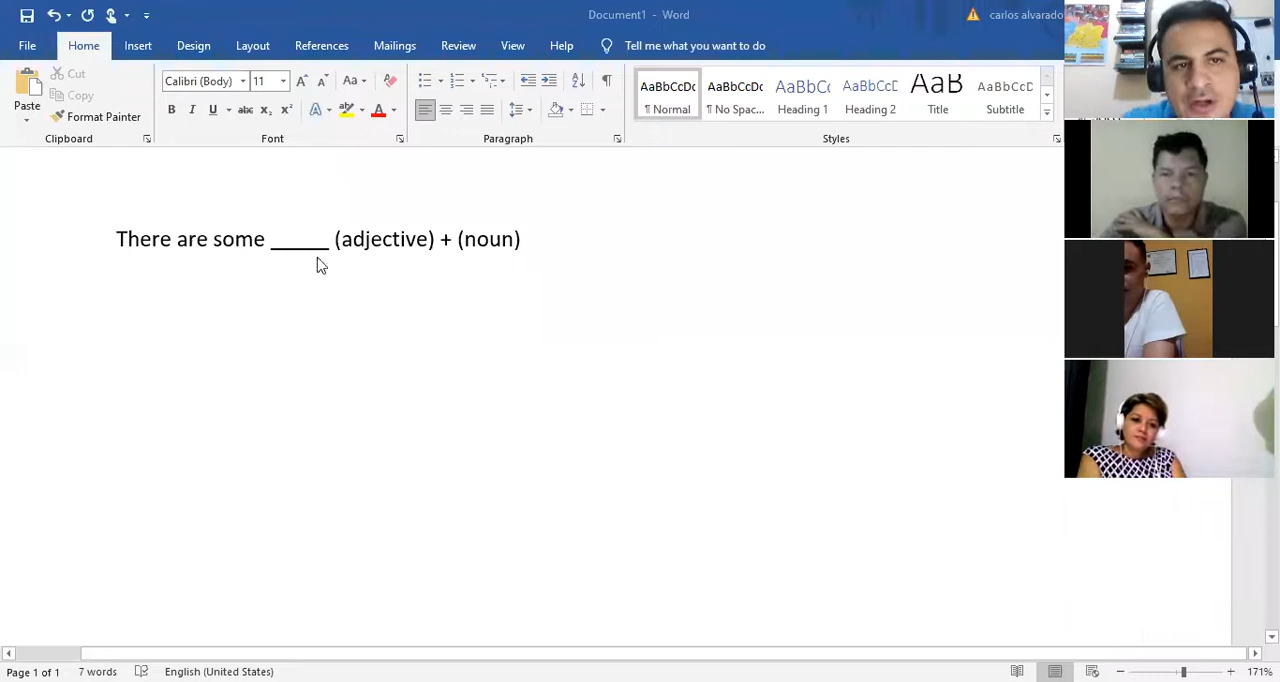 Document1 - Word
carlos alvarado
File Home Insert Design Layout References Mailings Review View Help Tell me what you want to do
Paste
Cut
Copy
Format Painter
Clipboard
Calibri (Body) 11
Font
Paragraph
AaBbCcDc AaBbCcDc AaBbCc AaBbCcD AaB AaBbCcD
¶ Normal ¶ No Spac... Heading 1 Heading 2 Title Subtitle
Styles
There are some _____ (adjective) + (noun)
Page 1 of 1 7 words English (United States) 171%